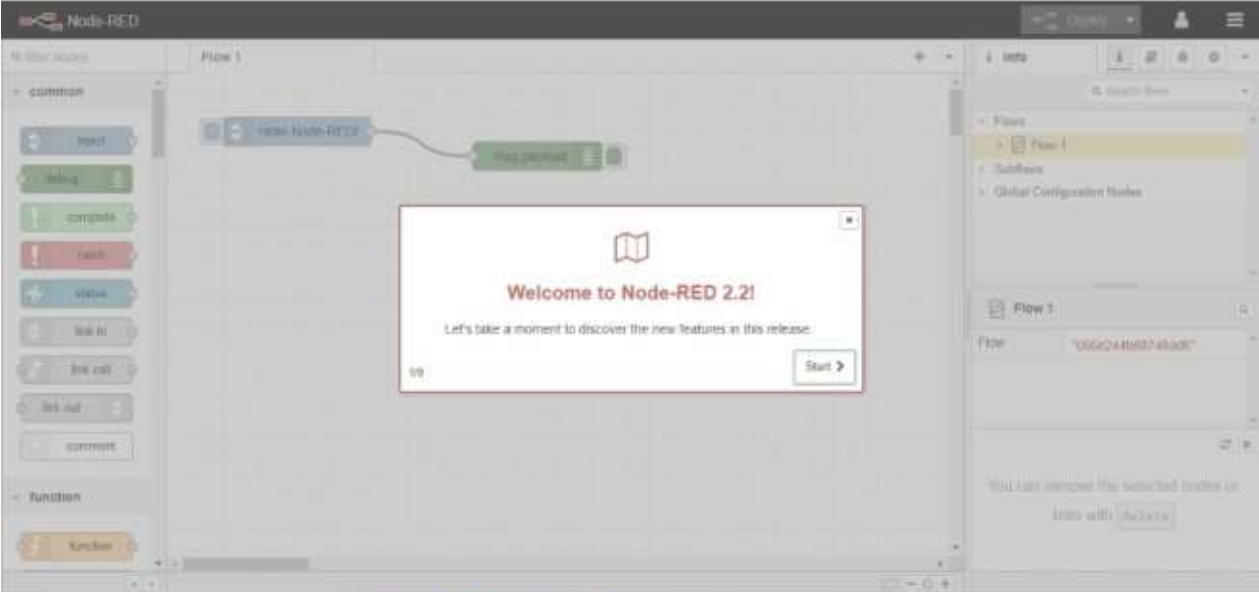 Node-RED
Deploy
filter nodes
Flow 1
info
common
Flows
Flow 1
Subflows
Global Configuration Nodes
inject
debug
complete
catch
status
link in
link call
link out
comment
function
function
msg.payload
Welcome to Node-RED 2.2!
Let's take a moment to discover the new features in this release.
1/9
Start
Flow 1
Flow
You can remove the selected nodes or
links with delete